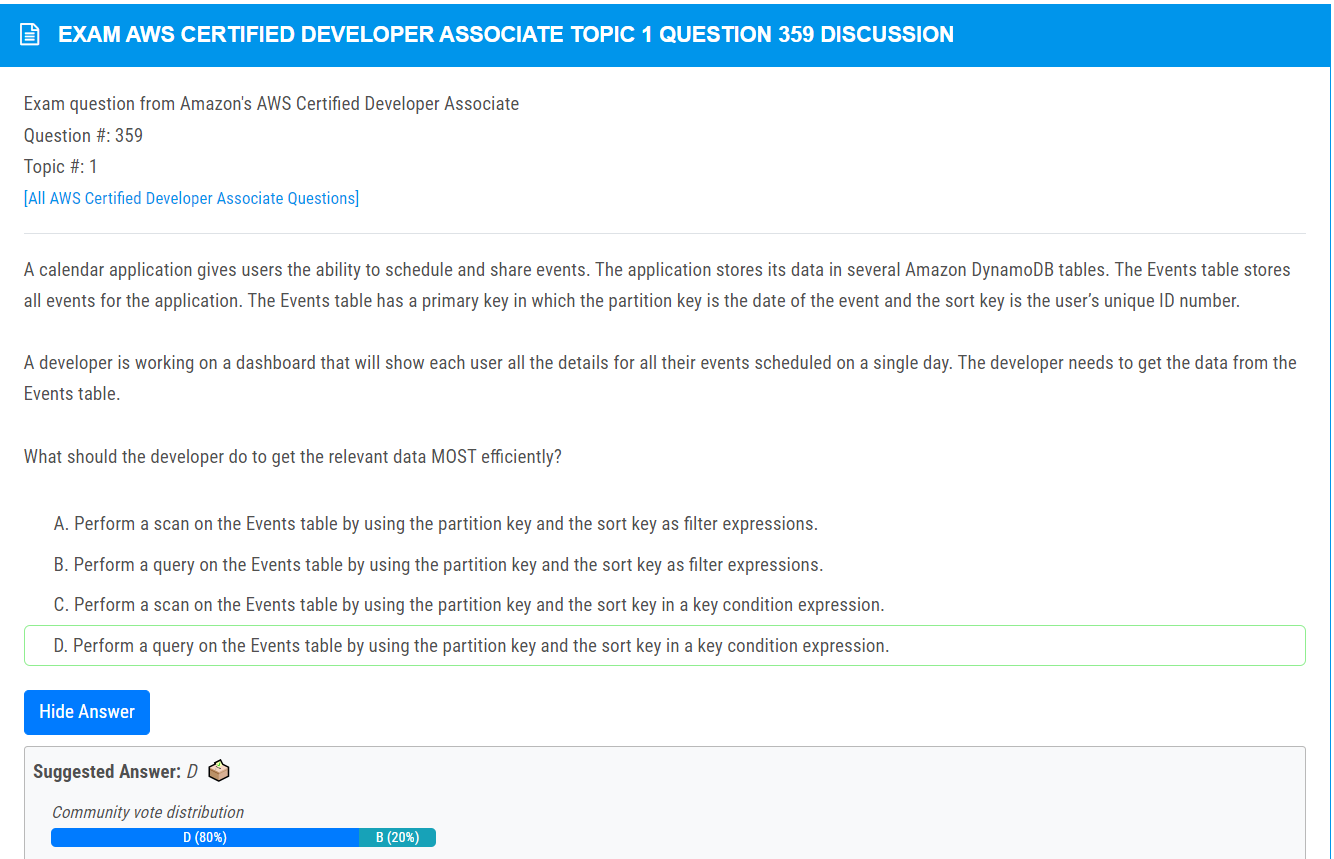 EXAM AWS CERTIFIED DEVELOPER ASSOCIATE TOPIC 1 QUESTION 359 DISCUSSION
Exam question from Amazon's AWS Certified Developer Associate
Question #: 359
Topic #: 1
[All AWS Certified Developer Associate Questions]
A calendar application gives users the ability to schedule and share events. The application stores its data in several Amazon DynamoDB tables. The Events table stores
all events for the application. The Events table has a primary key in which the partition key is the date of the event and the sort key is the user’s unique ID number.
A developer is working on a dashboard that will show each user all the details for all their events scheduled on a single day. The developer needs to get the data from the
Events table.
What should the developer do to get the relevant data MOST efficiently?
A. Perform a scan on the Events table by using the partition key and the sort key as filter expressions.
B. Perform a query on the Events table by using the partition key and the sort key as filter expressions.
C. Perform a scan on the Events table by using the partition key and the sort key in a key condition expression.
D. Perform a query on the Events table by using the partition key and the sort key in a key condition expression.
Hide Answer
Suggested Answer: D
Community vote distribution
D (80%) B (20%)